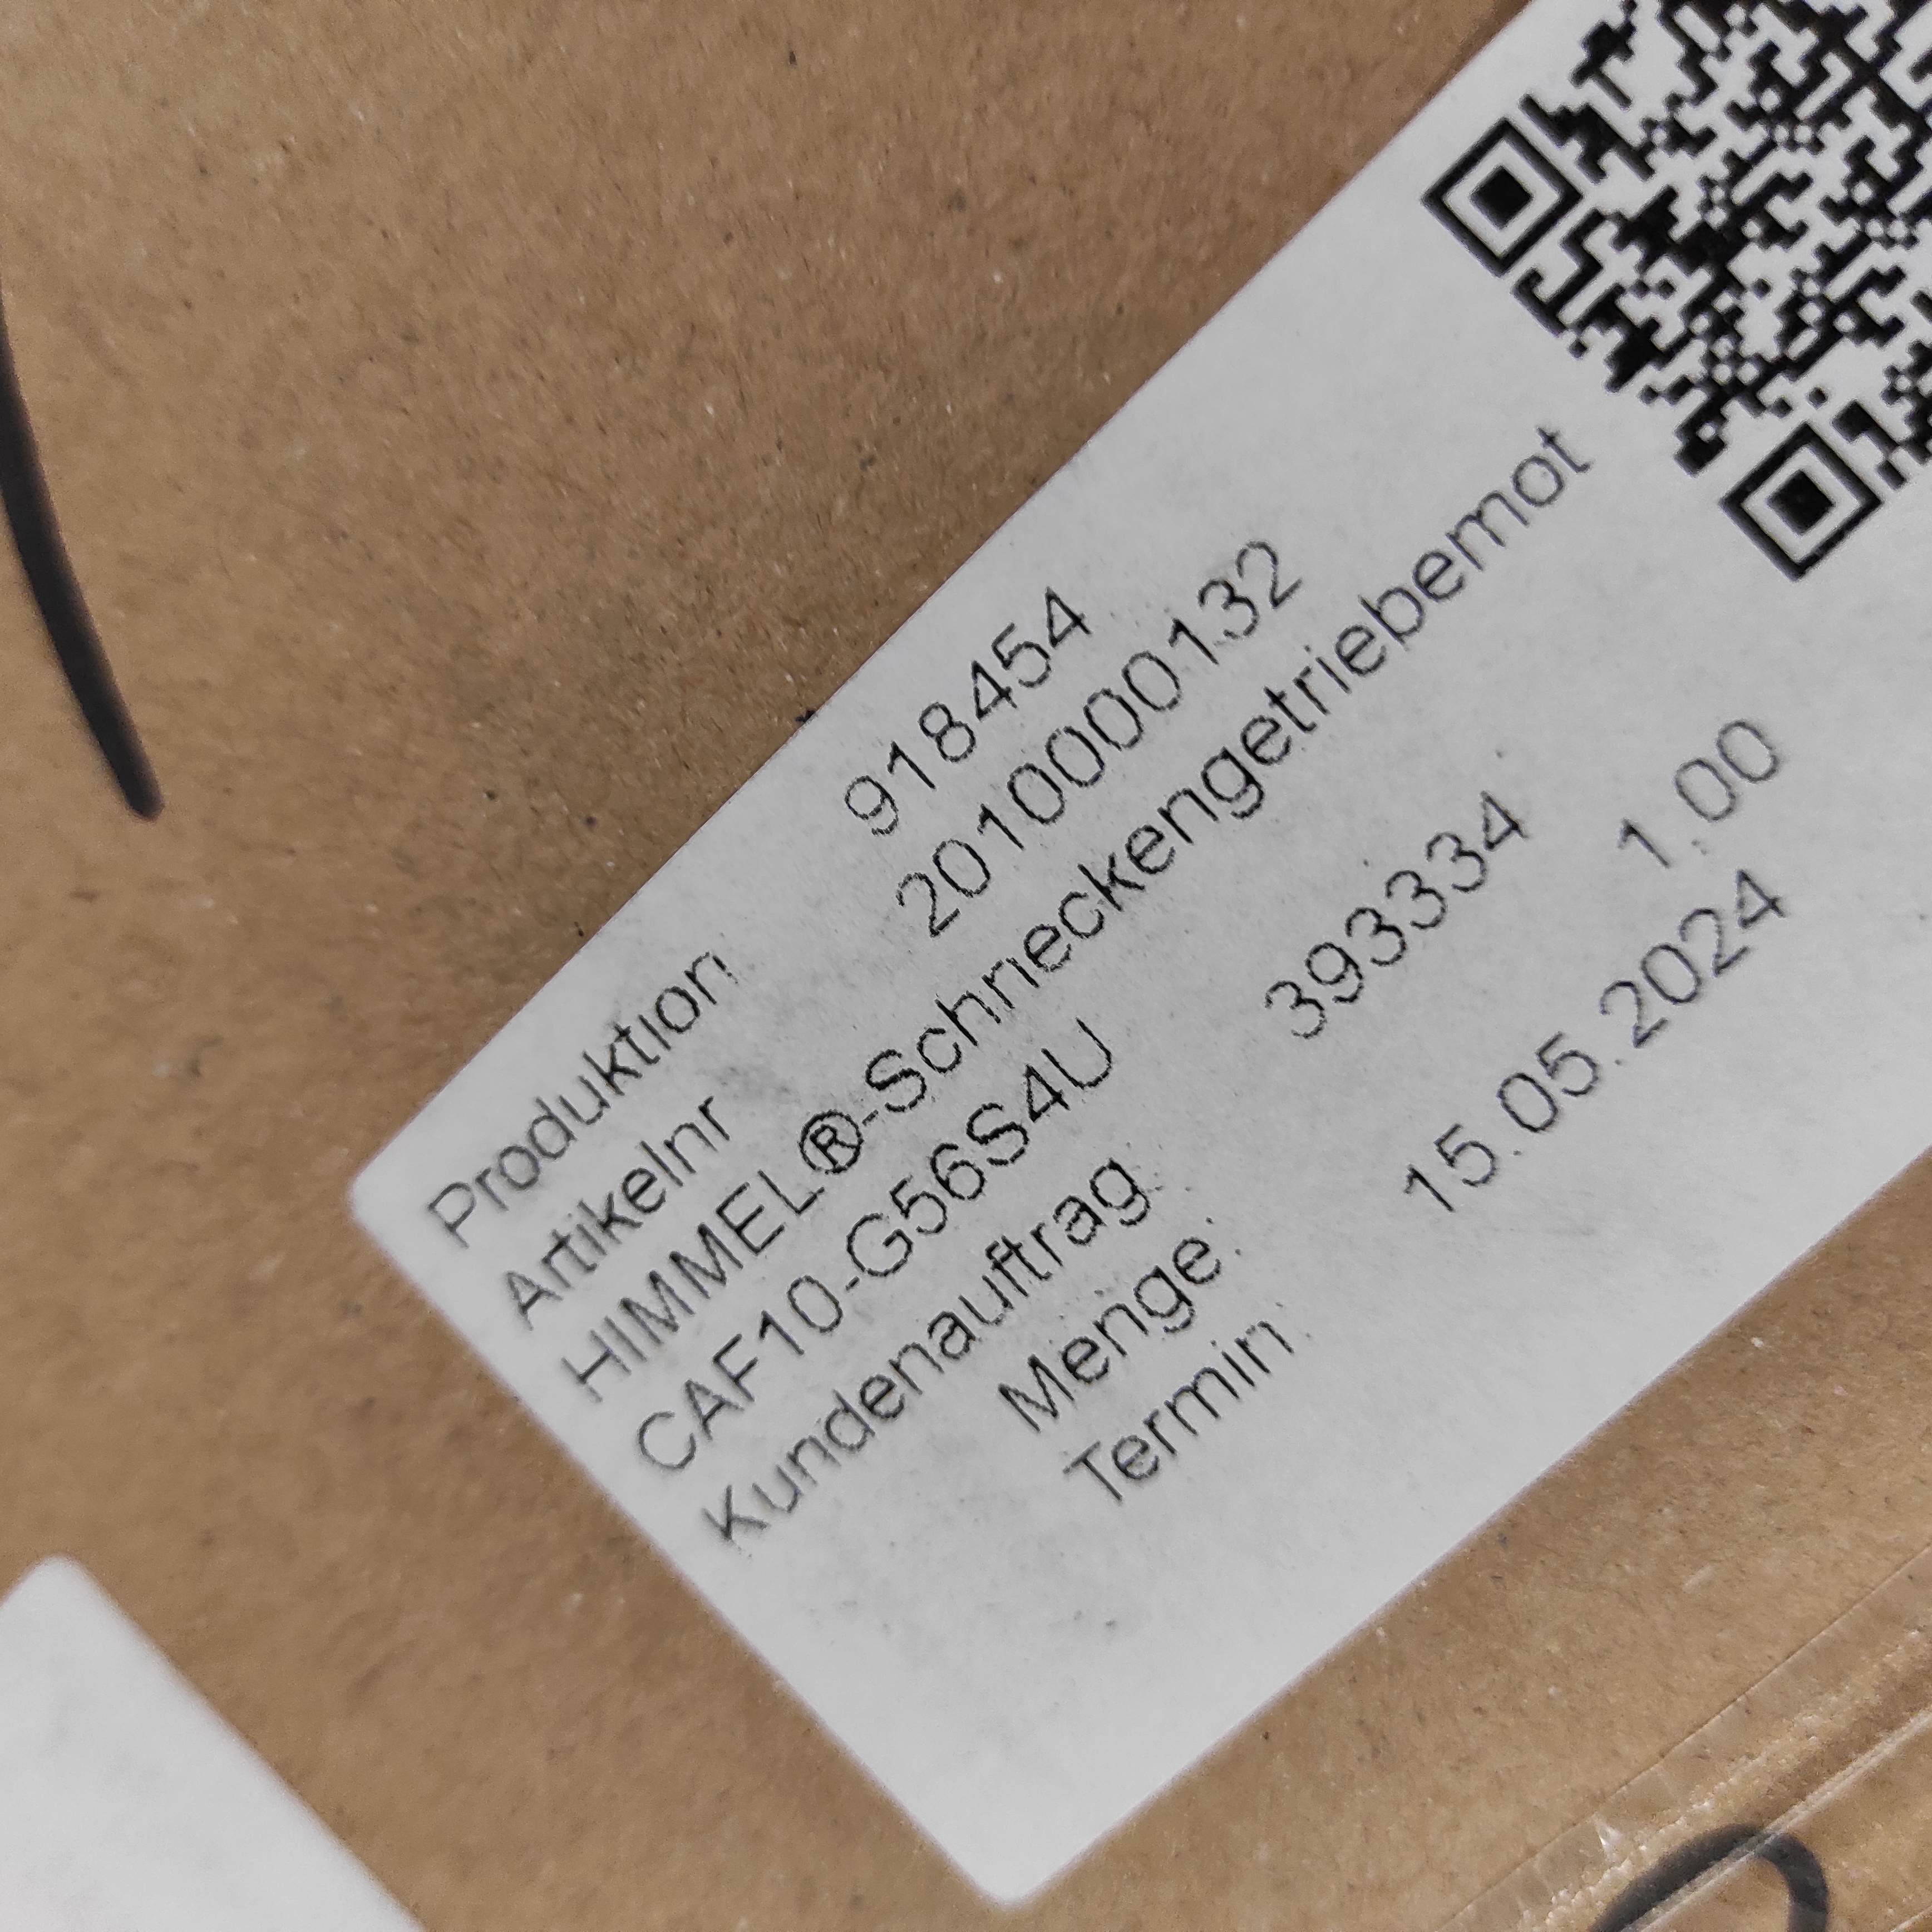 Produktion 918454
Artikelnr 2010000132
HIMMEL®-Schneckengetriebemot
CAF10-G56S4U
Kundenauftrag 393334
Menge: 1,00
Termin: 15.05.2024